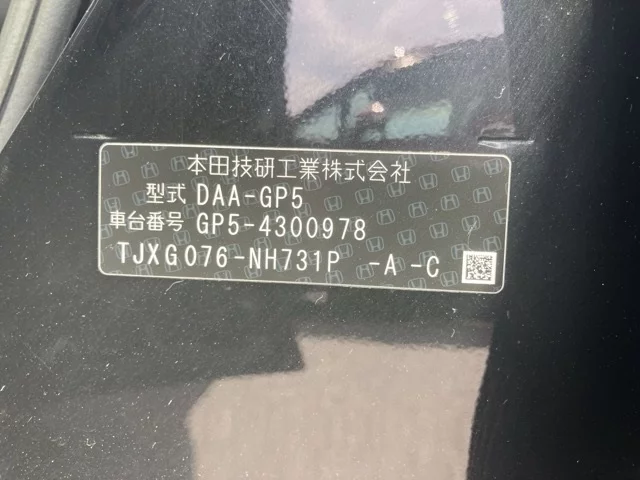 本田技研工業株式会社
型式 DAA-GP5
車台番号 GP5-4300978
TJXG076-NH731P -A -C